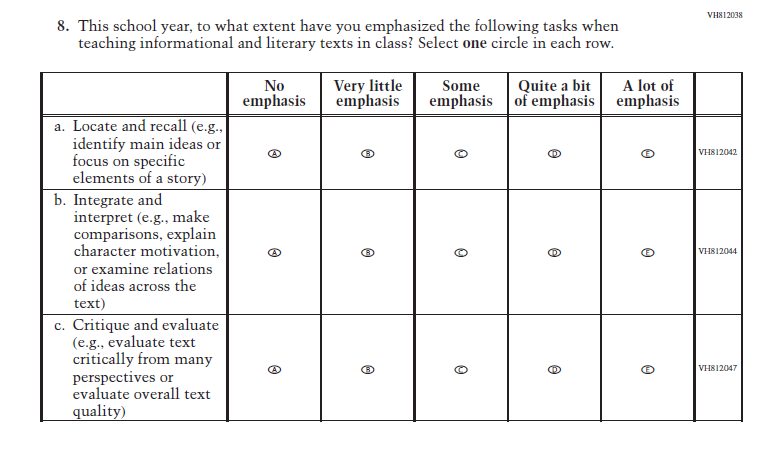 VH812038
8. This school year, to what extent have you emphasized the following tasks when
teaching informational and literary texts in class? Select one circle in each row.
No
emphasis
Very little
emphasis
Some
emphasis
Quite a bit
of emphasis
A lot of
emphasis
a. Locate and recall (e.g.,
identify main ideas or
focus on specific
elements of a story)
A
B
C
D
E
VH812042
b. Integrate and
interpret (e.g., make
comparisons, explain
character motivation,
or examine relations
of ideas across the
text)
A
B
C
D
E
VH812044
c. Critique and evaluate
(e.g., evaluate text
critically from many
perspectives or
evaluate overall text
quality)
A
B
C
D
E
VH812047